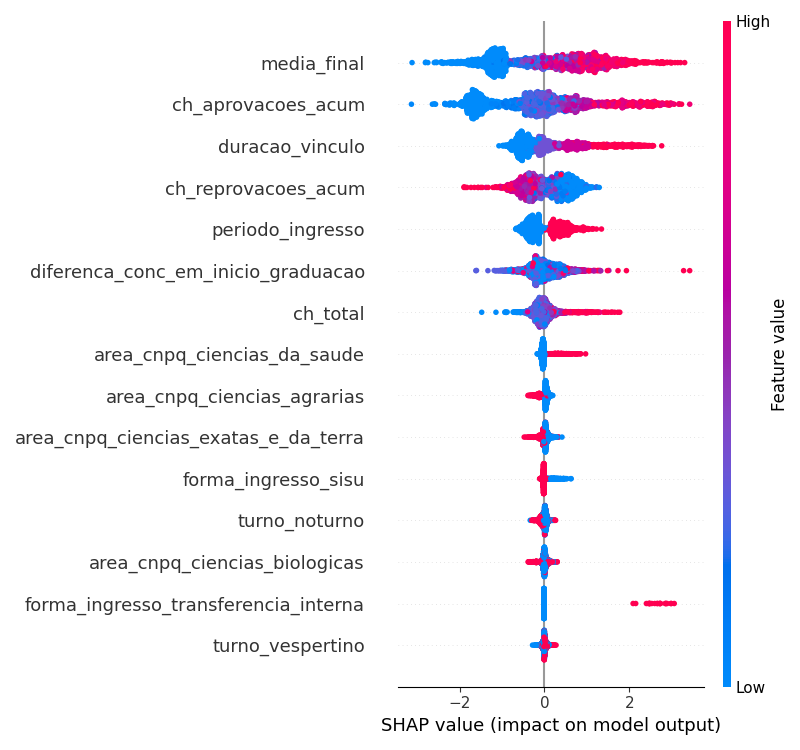 High
media_final
ch_aprovacoes_acum
duracao_vinculo
ch_reprovacoes_acum
periodo_ingresso
diferenca_conc_em_inicio_graduacao
ch_total
area_cnpq_ciencias_da_saude
area_cnpq_ciencias_agrarias
area_cnpq_ciencias_exatas_e_da_terra
forma_ingresso_sisu
turno_noturno
area_cnpq_ciencias_biologicas
forma_ingresso_transferencia_interna
turno_vespertino
Feature value
Low
−2 0 2
SHAP value (impact on model output)